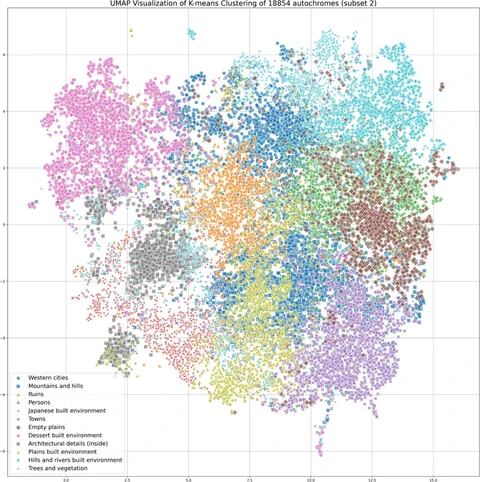 UMAP Visualization of K-means Clustering of 18854 autochromes (subset 2)
6
4
2
0
−2
−4
−6
−8
Western cities
Mountains and hills
Ruins
Persons
Japanese built environment
Towns
Empty plains
Dessert built environment
Architectural details (inside)
Plains built environment
Hills and rivers built environment
Trees and vegetation
0.0 2.5 5.0 7.5 10.0 12.5 15.0